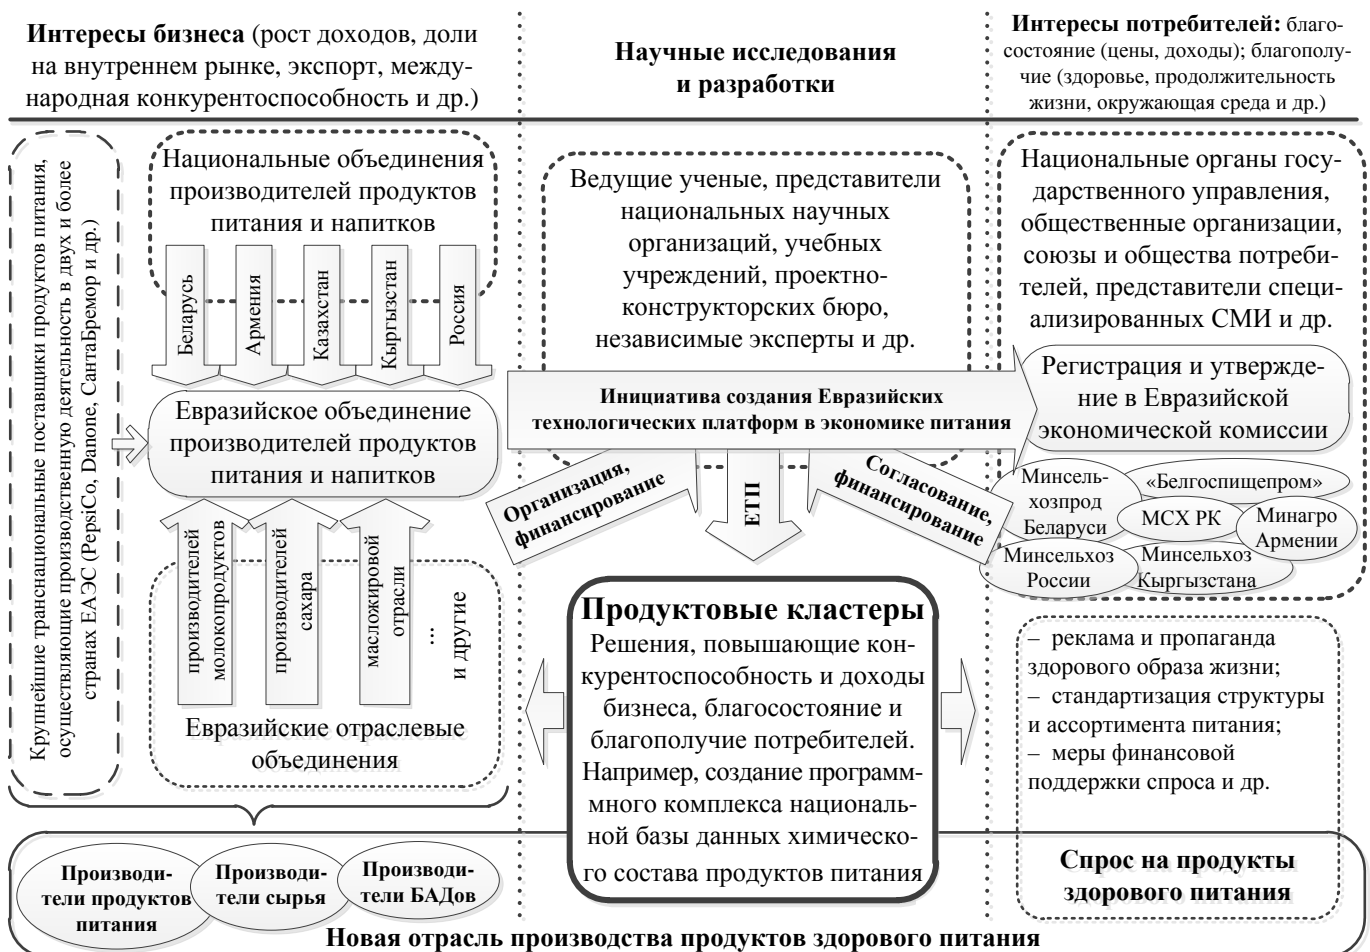 Интересы бизнеса (рост доходов, доли
на внутреннем рынке, экспорт, между-
народная конкурентоспособность и др.)
Научные исследования
и разработки
Интересы потребителей: благо-
состояние (цены, доходы); благополу-
чие (здоровье, продолжительность
жизни, окружающая среда и др.)
Крупнейшие транснациональные поставщики продуктов питания,
осуществляющие производственную деятельность в двух и более
странах ЕАЭС (PepsiCo, Danone, СантаБремор и др.)
Национальные объединения
производителей продуктов
питания и напитков
Беларусь
Армения
Казахстан
Кыргызстан
Россия
Евразийское объединение
производителей продуктов
питания и напитков
производителей
молокопродуктов
производителей
сахара
масложировой
отрасли
...
и другие
Евразийские отраслевые
объединения
Ведущие ученые, представители
национальных научных
организаций, учебных
учреждений, проектно-
конструкторских бюро,
независимые эксперты и др.
Инициатива создания Евразийских
технологических платформ в экономике питания
Организация,
финансирование
ЕТП
Согласование,
финансирование
Национальные органы госу-
дарственного управления,
общественные организации,
союзы и общества потреби-
телей, представители специ-
ализированных СМИ и др.
Регистрация и утвержде-
ние в Евразийской
экономической комиссии
Минсель-
хозпрод
Беларуси
«Белгоспищепром»
МСХ РК
Минагро
Армении
Минсельхоз
России
Минсельхоз
Кыргызстана
Продуктовые кластеры
Решения, повышающие кон-
курентоспособность и доходы
бизнеса, благосостояние и
благополучие потребителей.
Например, создание програм-
много комплекса националь-
ной базы данных химическо-
го состава продуктов питания
– реклама и пропаганда
здорового образа жизни;
– стандартизация структуры
и ассортимента питания;
– меры финансовой
поддержки спроса и др.
Производи-
тели продуктов
питания
Производи-
тели сырья
Производи-
тели БАДов
Спрос на продукты
здорового питания
Новая отрасль производства продуктов здорового питания